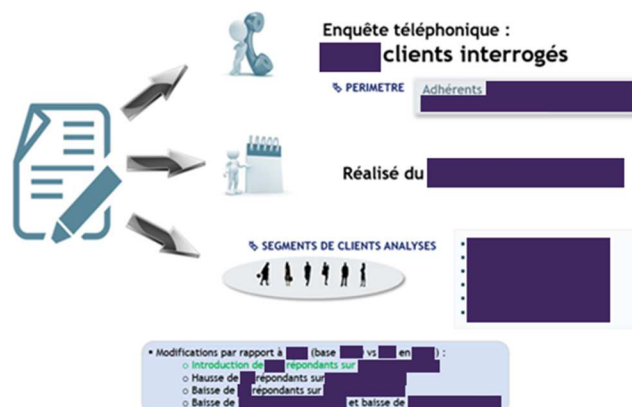 Enquête téléphonique :
clients interrogés
PERIMETRE
Adhérents
Réalisé du
SEGMENTS DE CLIENTS ANALYSES
▪ Modifications par rapport à (base vs en ) :
o Introduction de répondants sur
o Hausse de répondants sur
o Baisse de répondants sur
o Baisse de et baisse de